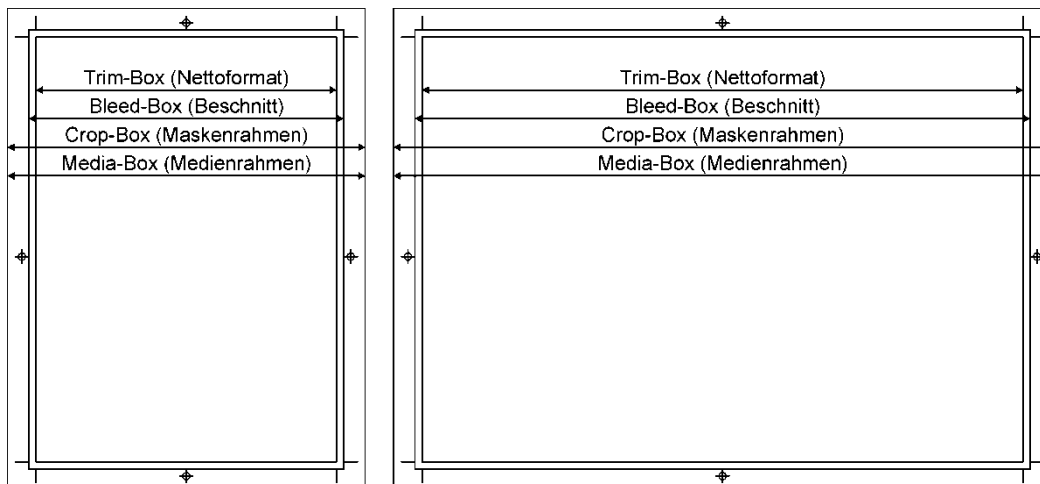 Trim-Box (Nettoformat)
Bleed-Box (Beschnitt)
Crop-Box (Maskenrahmen)
Media-Box (Medienrahmen)
Trim-Box (Nettoformat)
Bleed-Box (Beschnitt)
Crop-Box (Maskenrahmen)
Media-Box (Medienrahmen)